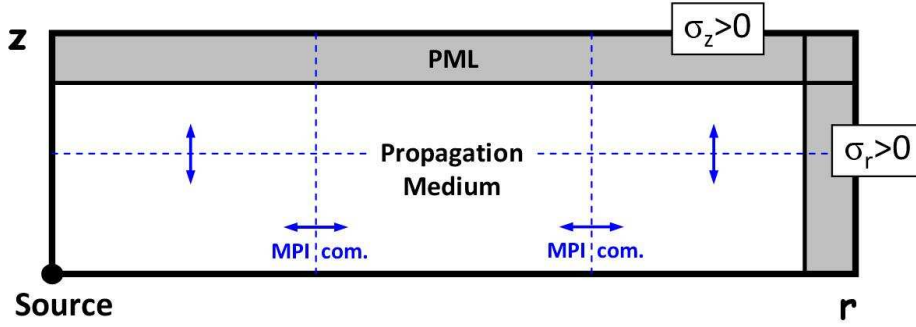 z
σz>0
PML
σr>0
Propagation
Medium
MPI com.
MPI com.
Source
r